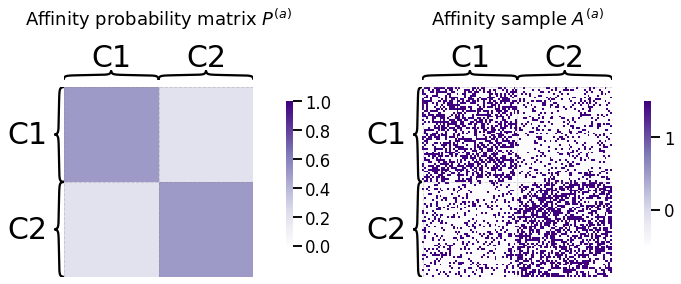 Affinity probability matrix P^(a)
C1 C2
C1
C2
1.0
0.8
0.6
0.4
0.2
0.0
Affinity sample A^(a)
C1 C2
C1
C2
1
0